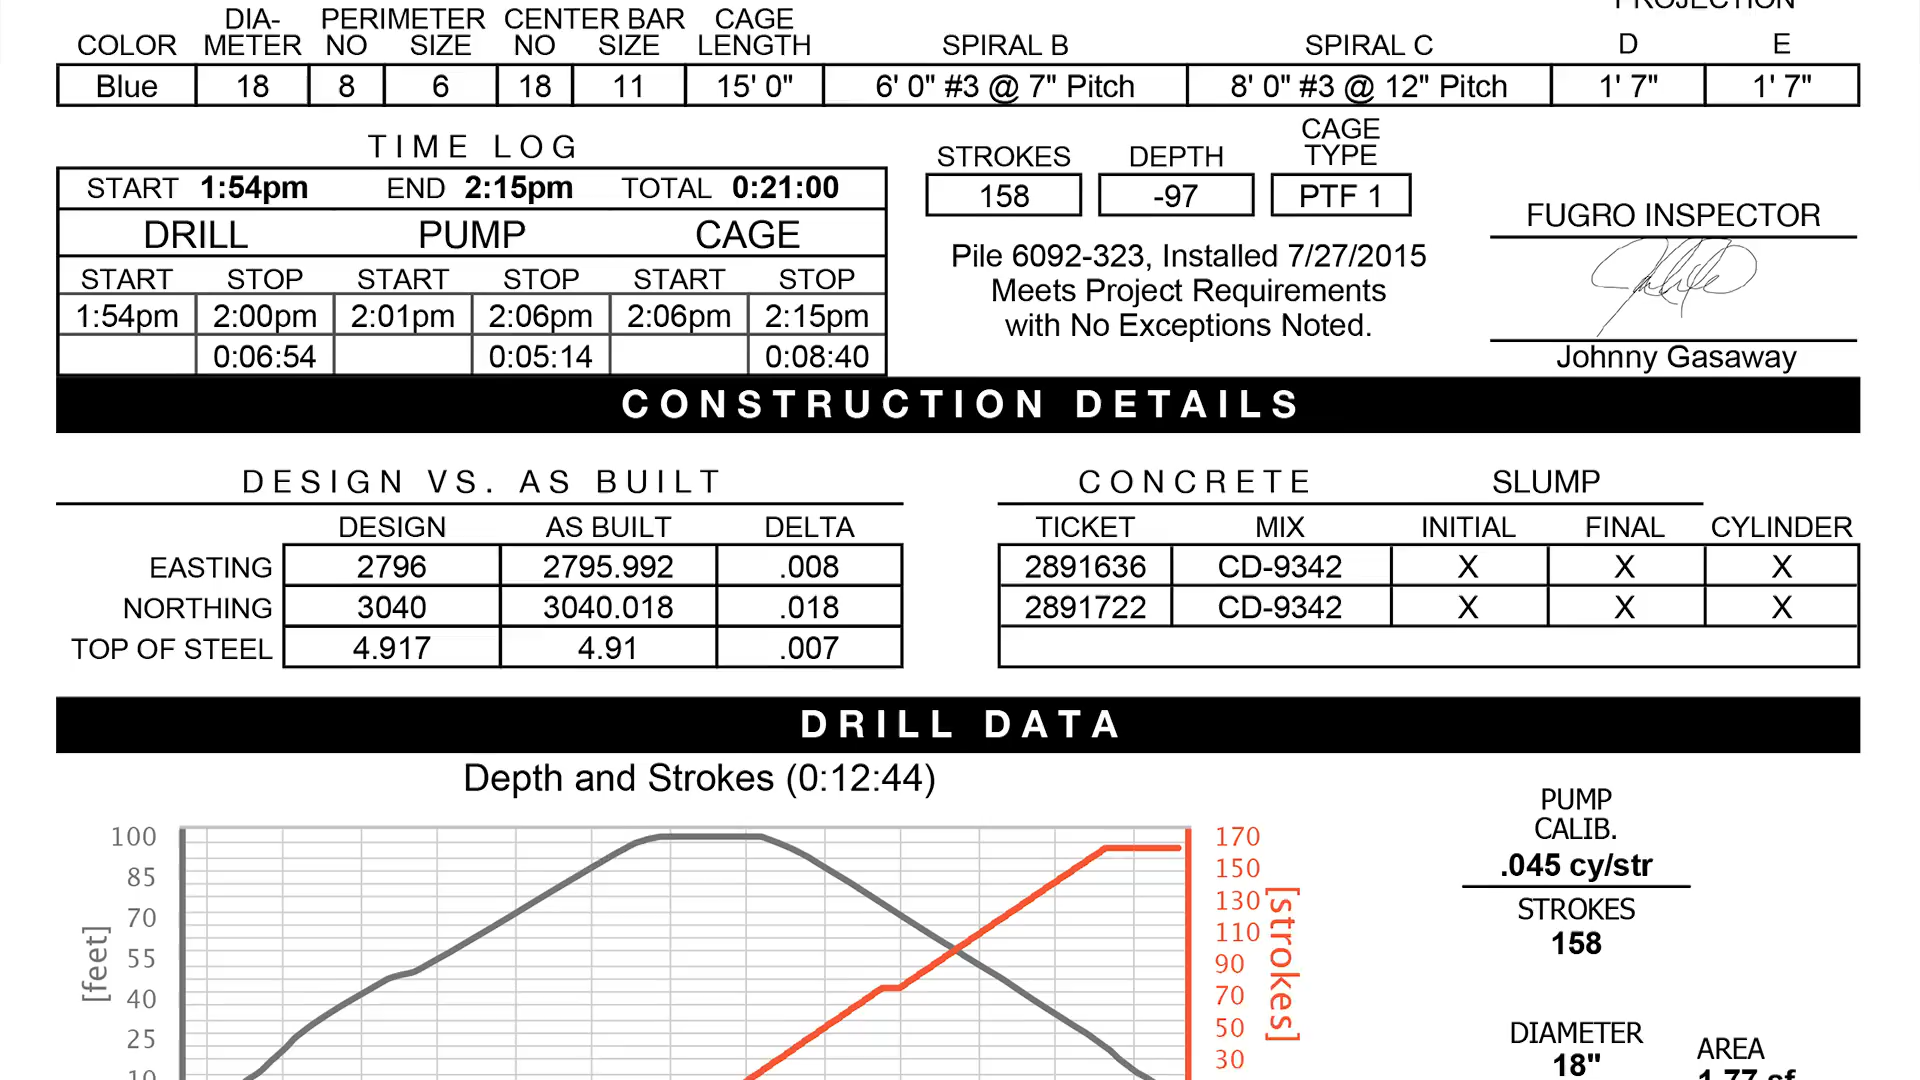 PROJECTION
DIA-
METER
PERIMETER
CENTER BAR
CAGE
LENGTH
COLOR NO SIZE NO SIZE SPIRAL B SPIRAL C D E
Blue 18 8 6 18 11 15' 0" 6' 0" #3 @ 7" Pitch 8' 0" #3 @ 12" Pitch 1' 7" 1' 7"
TIME LOG
START 1:54pm END 2:15pm TOTAL 0:21:00
DRILL PUMP CAGE
START STOP START STOP START STOP
1:54pm 2:00pm 2:01pm 2:06pm 2:06pm 2:15pm
0:06:54 0:05:14 0:08:40
STROKES DEPTH CAGE TYPE
158 -97 PTF 1
Pile 6092-323, Installed 7/27/2015
Meets Project Requirements
with No Exceptions Noted.
FUGRO INSPECTOR
Johnny Gasaway
CONSTRUCTION DETAILS
DESIGN VS. AS BUILT
DESIGN AS BUILT DELTA
EASTING 2796 2795.992 .008
NORTHING 3040 3040.018 .018
TOP OF STEEL 4.917 4.91 .007
CONCRETE SLUMP
TICKET MIX INITIAL FINAL CYLINDER
2891636 CD-9342 X X X
2891722 CD-9342 X X X
DRILL DATA
Depth and Strokes (0:12:44)
[feet]
100
85
70
55
40
25
10
170
150
130
110
90
70
50
30
[strokes]
PUMP
CALIB.
.045 cy/str
STROKES
158
DIAMETER
18"
AREA
1.77 sf